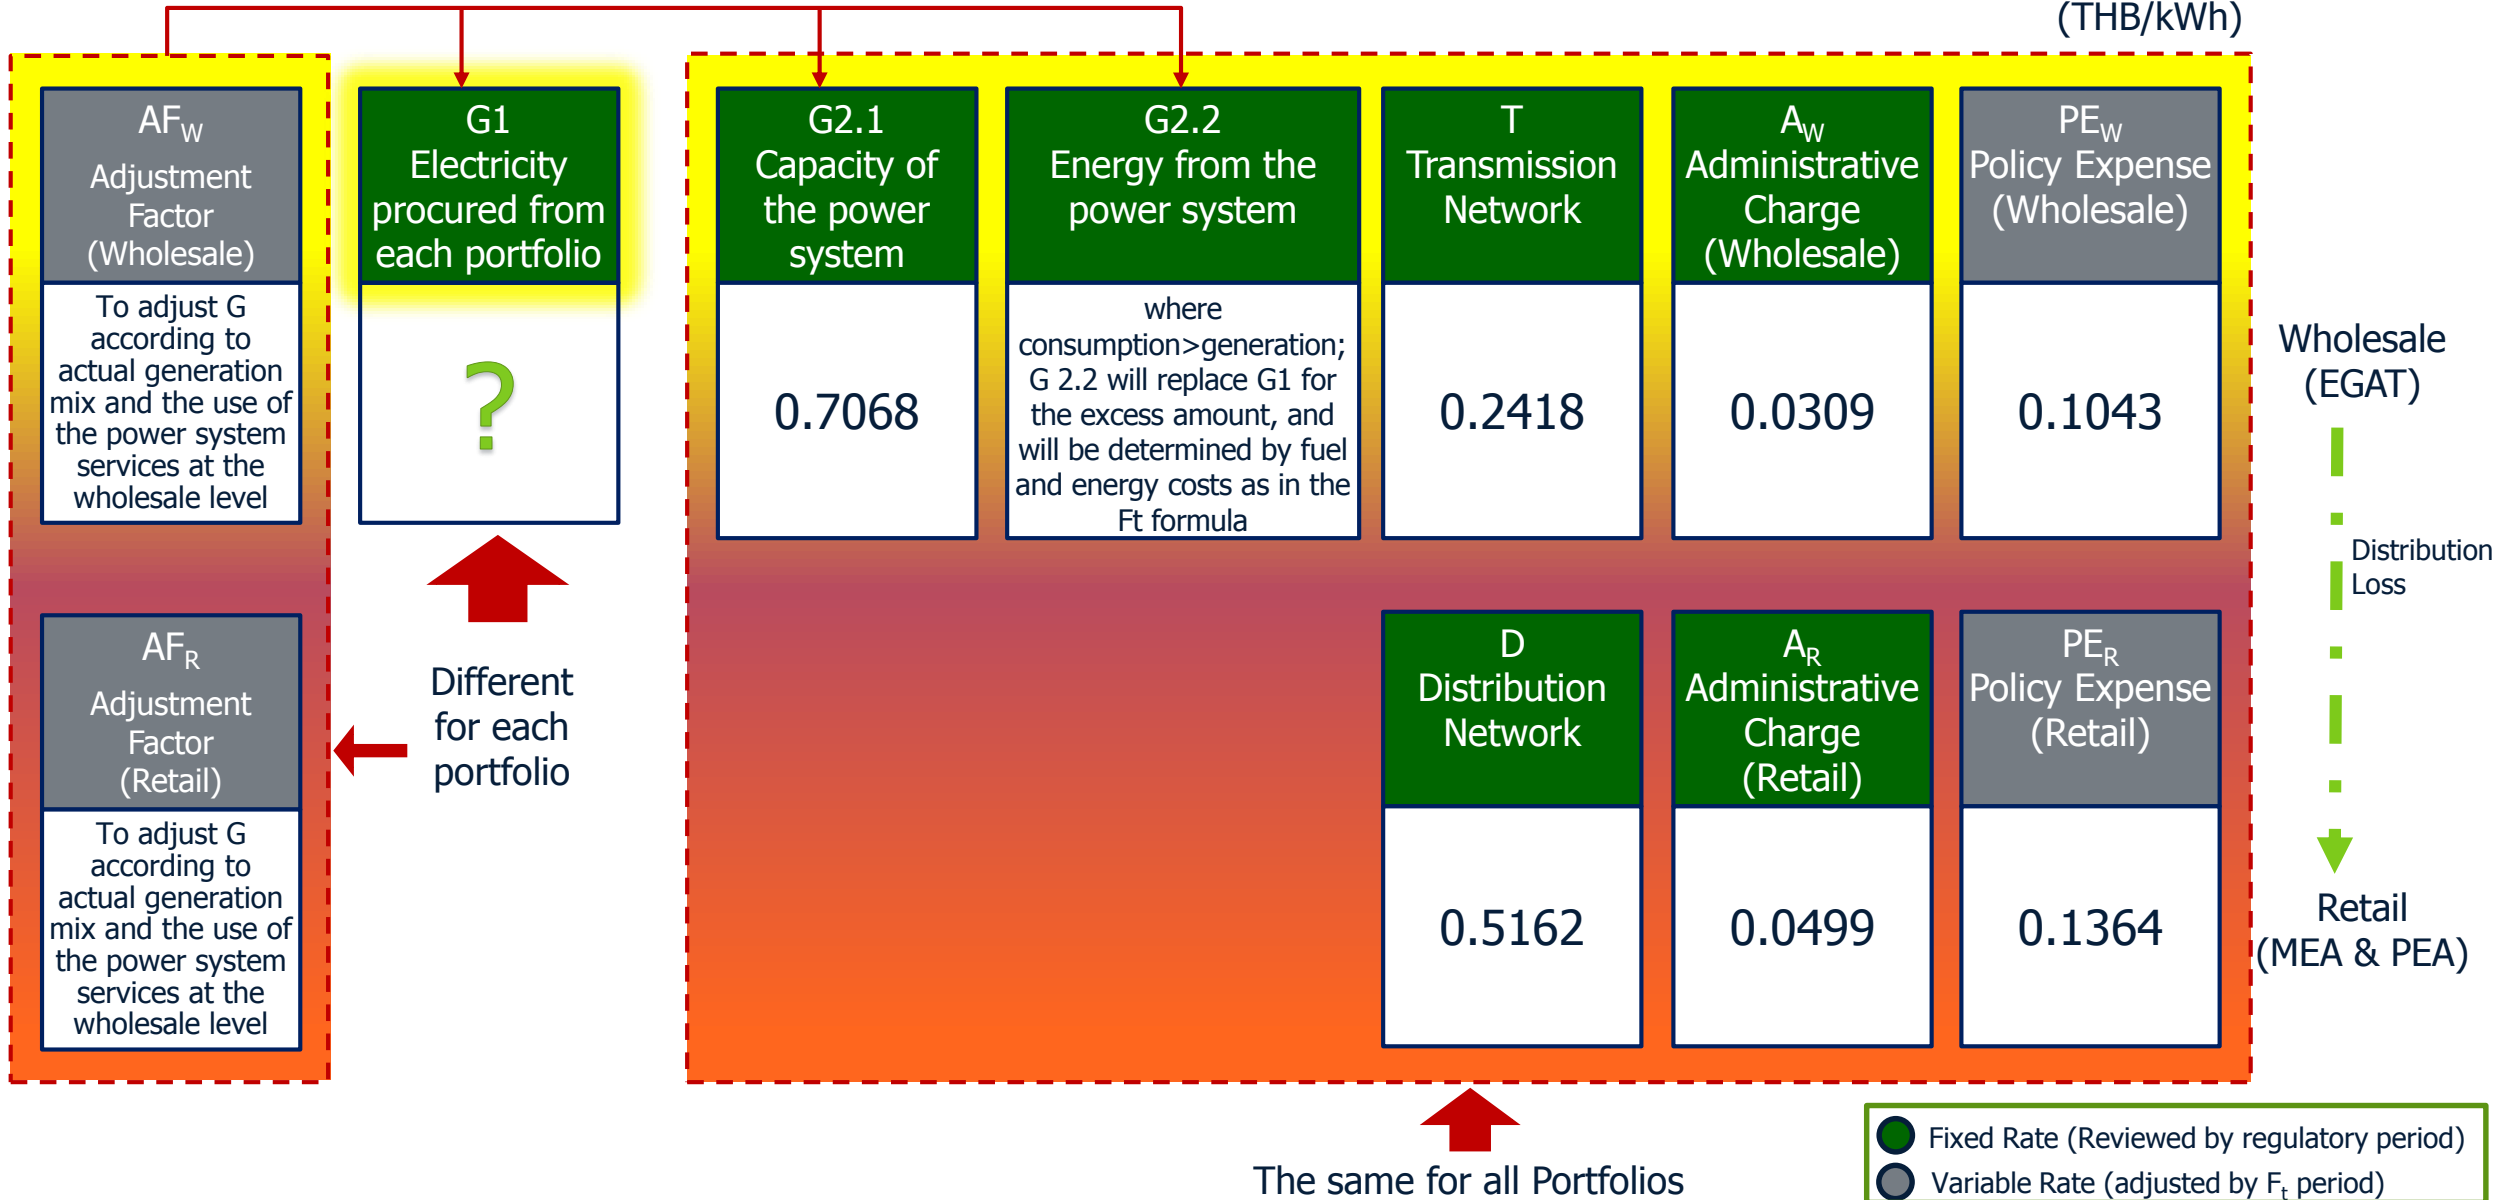 (THB/kWh)
AFW
Adjustment
Factor
(Wholesale)
To adjust G
according to
actual generation
mix and the use of
the power system
services at the
wholesale level
G1
Electricity
procured from
each portfolio
?
G2.1
Capacity of
the power
system
0.7068
G2.2
Energy from the
power system
where
consumption>generation;
G 2.2 will replace G1 for
the excess amount, and
will be determined by fuel
and energy costs as in the
Ft formula
T
Transmission
Network
0.2418
AW
Administrative
Charge
(Wholesale)
0.0309
PEW
Policy Expense
(Wholesale)
0.1043
Wholesale
(EGAT)
Distribution
Loss
AFR
Adjustment
Factor
(Retail)
To adjust G
according to
actual generation
mix and the use of
the power system
services at the
wholesale level
Different
for each
portfolio
D
Distribution
Network
0.5162
AR
Administrative
Charge
(Retail)
0.0499
PER
Policy Expense
(Retail)
0.1364
Retail
(MEA & PEA)
The same for all Portfolios
Fixed Rate (Reviewed by regulatory period)
Variable Rate (adjusted by Ft period)